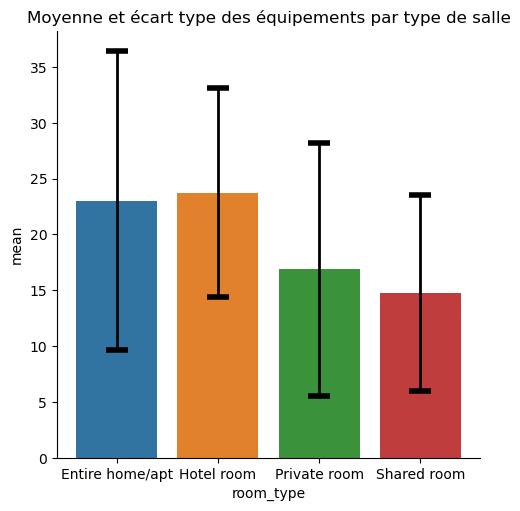 Moyenne et écart type des équipements par type de salle
35
30
25
20
15
10
5
0
mean
Entire home/apt Hotel room Private room Shared room
room_type